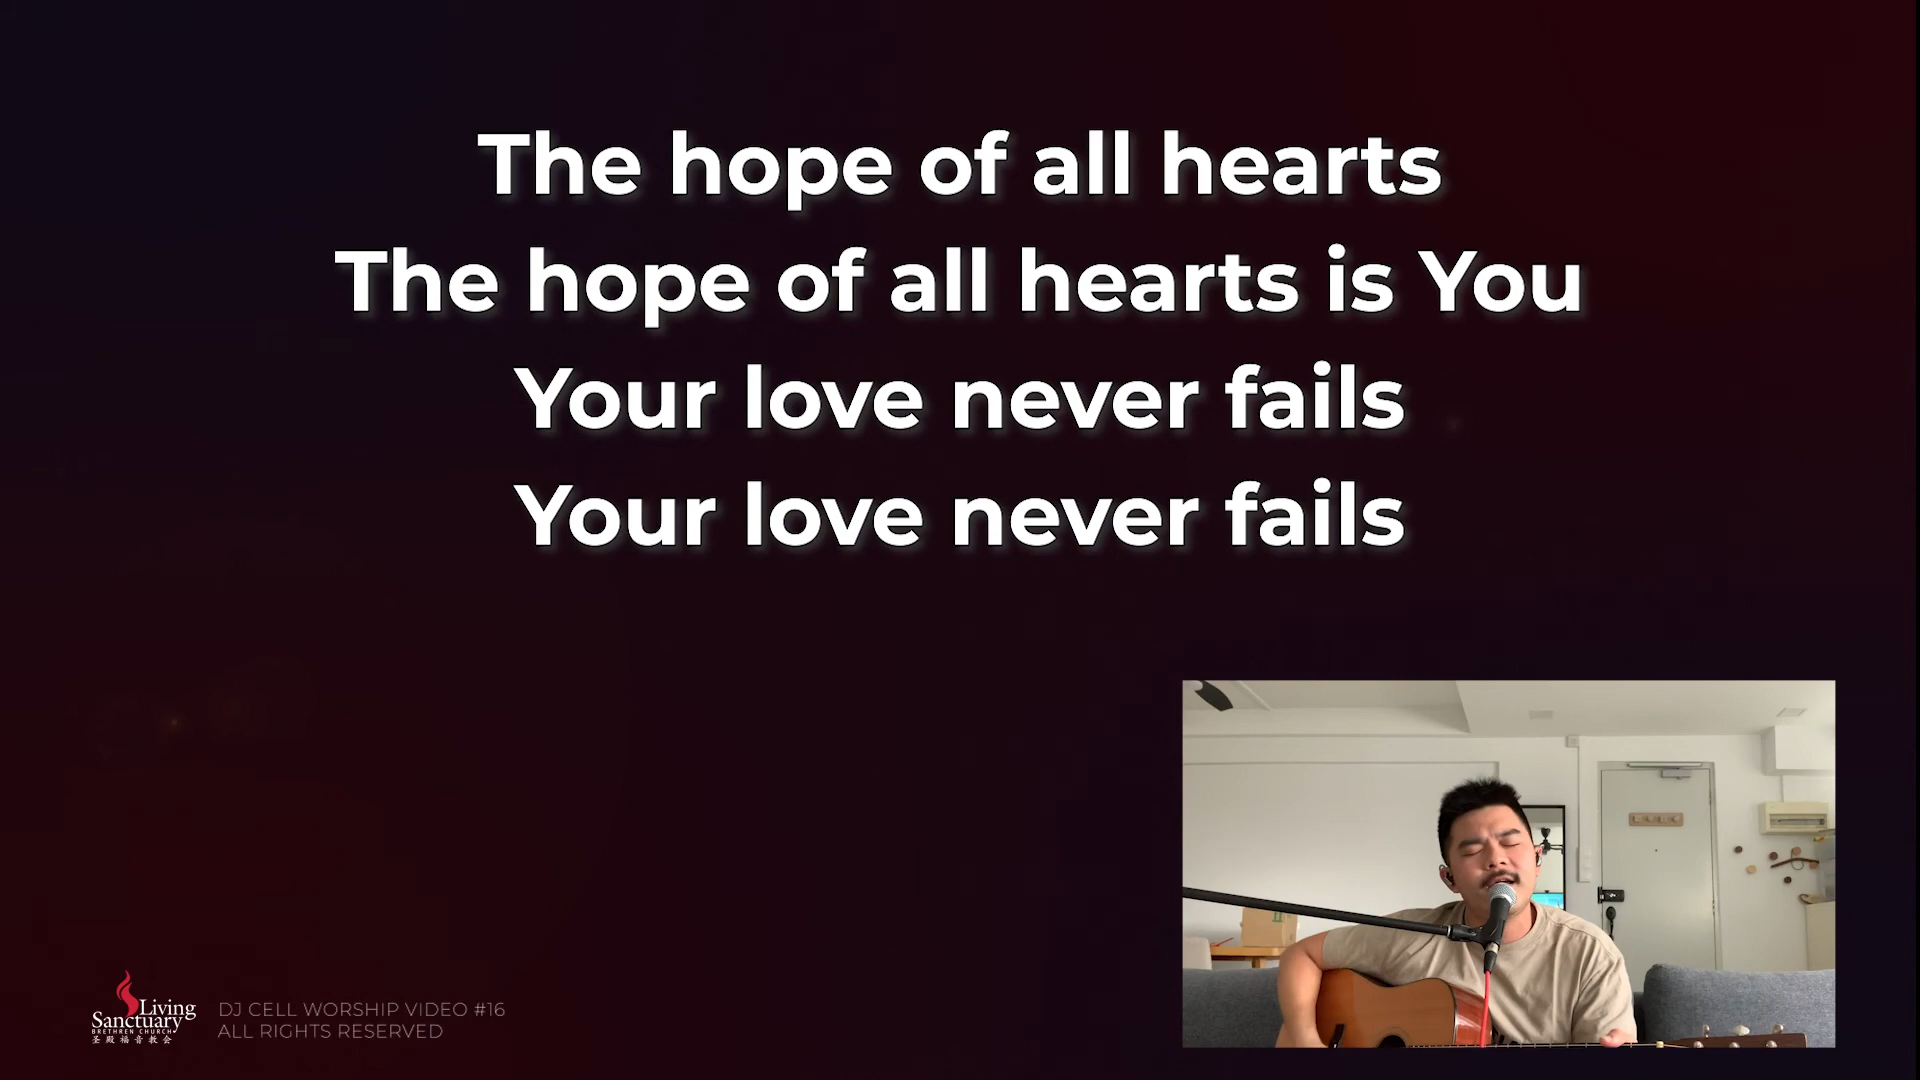 The hope of all hearts
The hope of all hearts is You
Your love never fails
Your love never fails
Living
Sanctuary
BRETHREN CHURCH
圣殿福音教会
DJ CELL WORSHIP VIDEO #16
ALL RIGHTS RESERVED